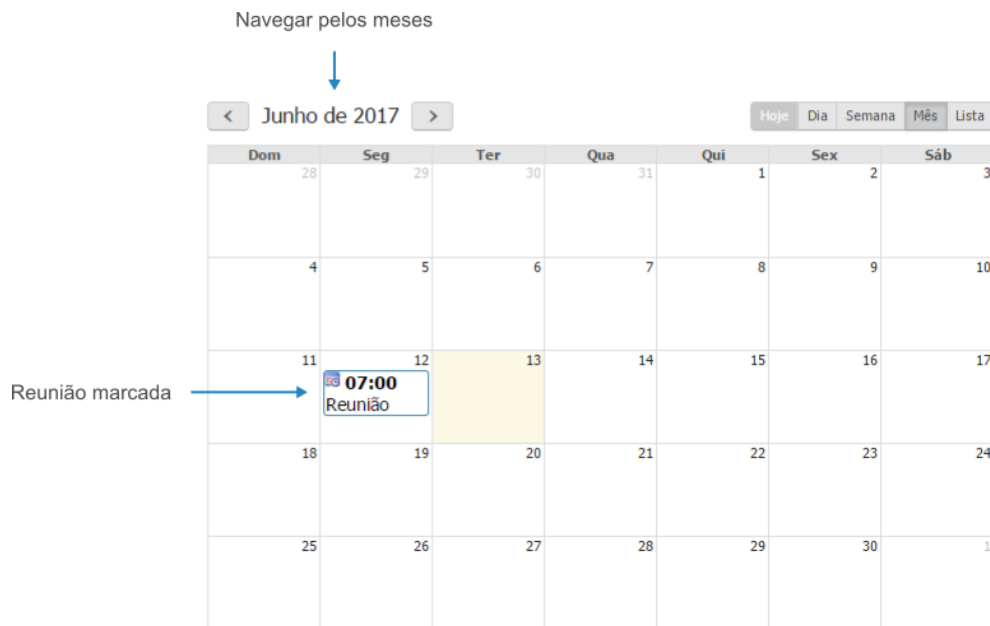 Navegar pelos meses
< Junho de 2017 >
Hoje Dia Semana Mês Lista
Dom Seg Ter Qua Qui Sex Sáb
28 29 30 31 1 2 3
4 5 6 7 8 9 10
11 12 13 14 15 16 17
07:00
Reunião
Reunião marcada
18 19 20 21 22 23 24
25 26 27 28 29 30 1